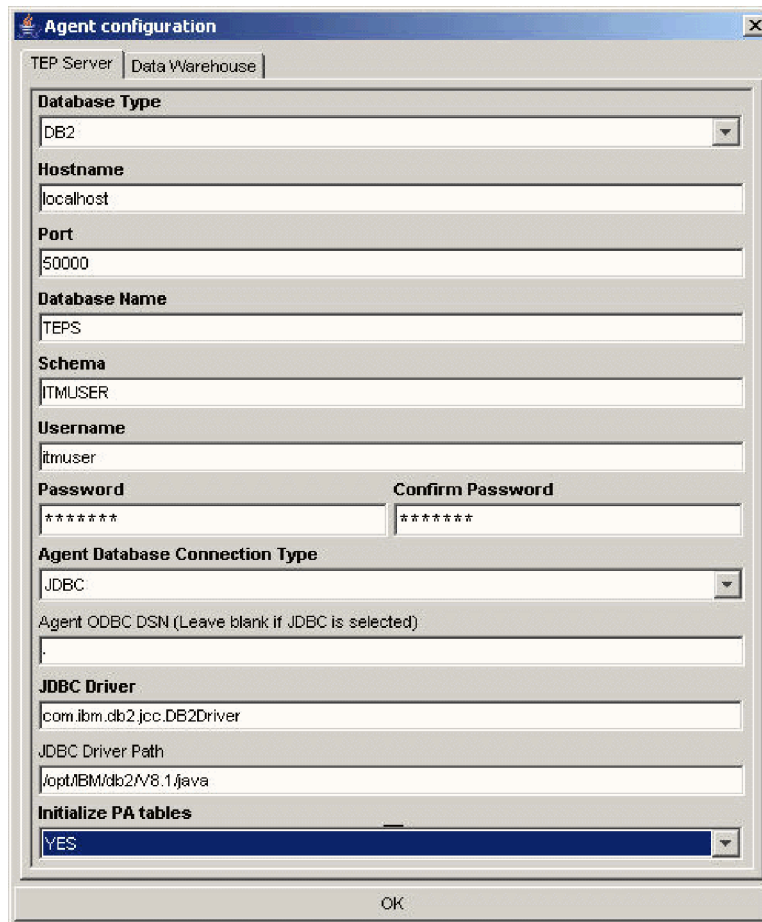 Agent configuration
TEP Server Data Warehouse
Database Type
DB2
Hostname
localhost
Port
50000
Database Name
TEPS
Schema
ITMUSER
Username
itmuser
Password Confirm Password
******* *******
Agent Database Connection Type
JDBC
Agent ODBC DSN (Leave blank if JDBC is selected)
.
JDBC Driver
com.ibm.db2.jcc.DB2Driver
JDBC Driver Path
/opt/IBM/db2/V8.1/java
Initialize PA tables
YES
OK